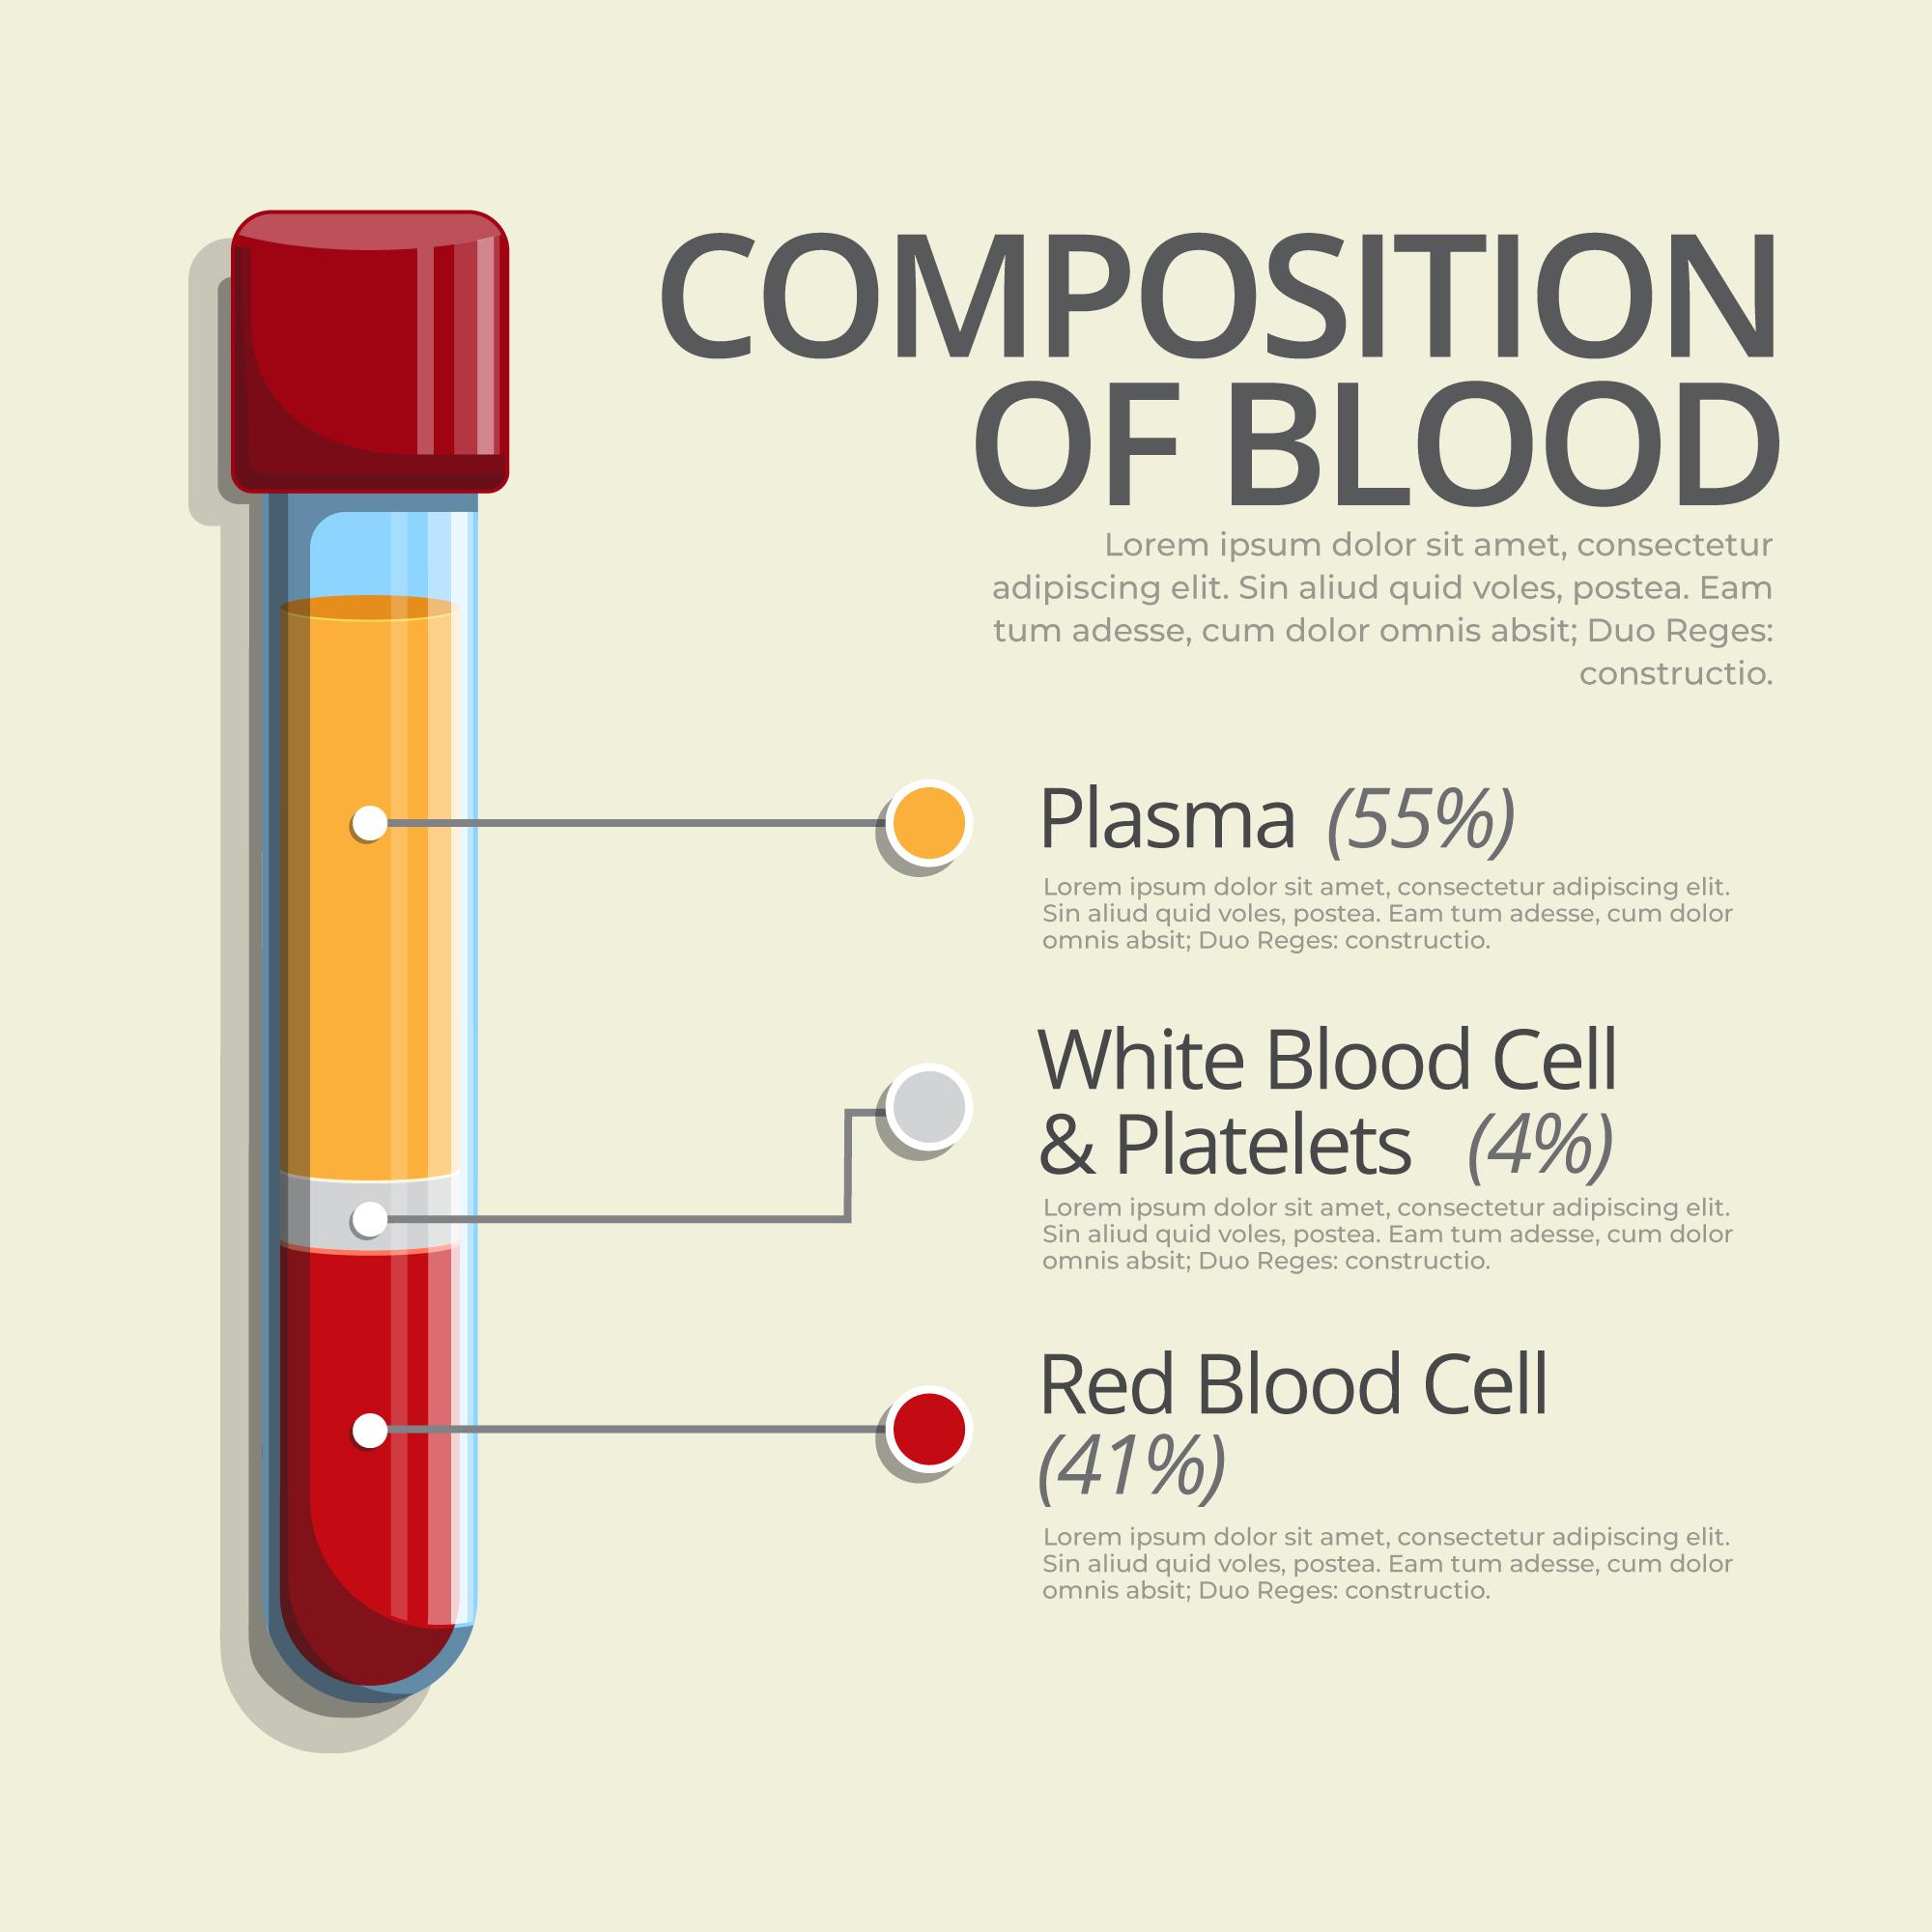 COMPOSITION
OF BLOOD
Lorem ipsum dolor sit amet, consectetur
adipiscing elit. Sin aliud quid voles, postea. Eam
tum adesse, cum dolor omnis absit; Duo Reges:
constructio.
Plasma (55%)
Lorem ipsum dolor sit amet, consectetur adipiscing elit.
Sin aliud quid voles, postea. Eam tum adesse, cum dolor
omnis absit; Duo Reges: constructio.
White Blood Cell
& Platelets (4%)
Lorem ipsum dolor sit amet, consectetur adipiscing elit.
Sin aliud quid voles, postea. Eam tum adesse, cum dolor
omnis absit; Duo Reges: constructio.
Red Blood Cell
(41%)
Lorem ipsum dolor sit amet, consectetur adipiscing elit.
Sin aliud quid voles, postea. Eam tum adesse, cum dolor
omnis absit; Duo Reges: constructio.